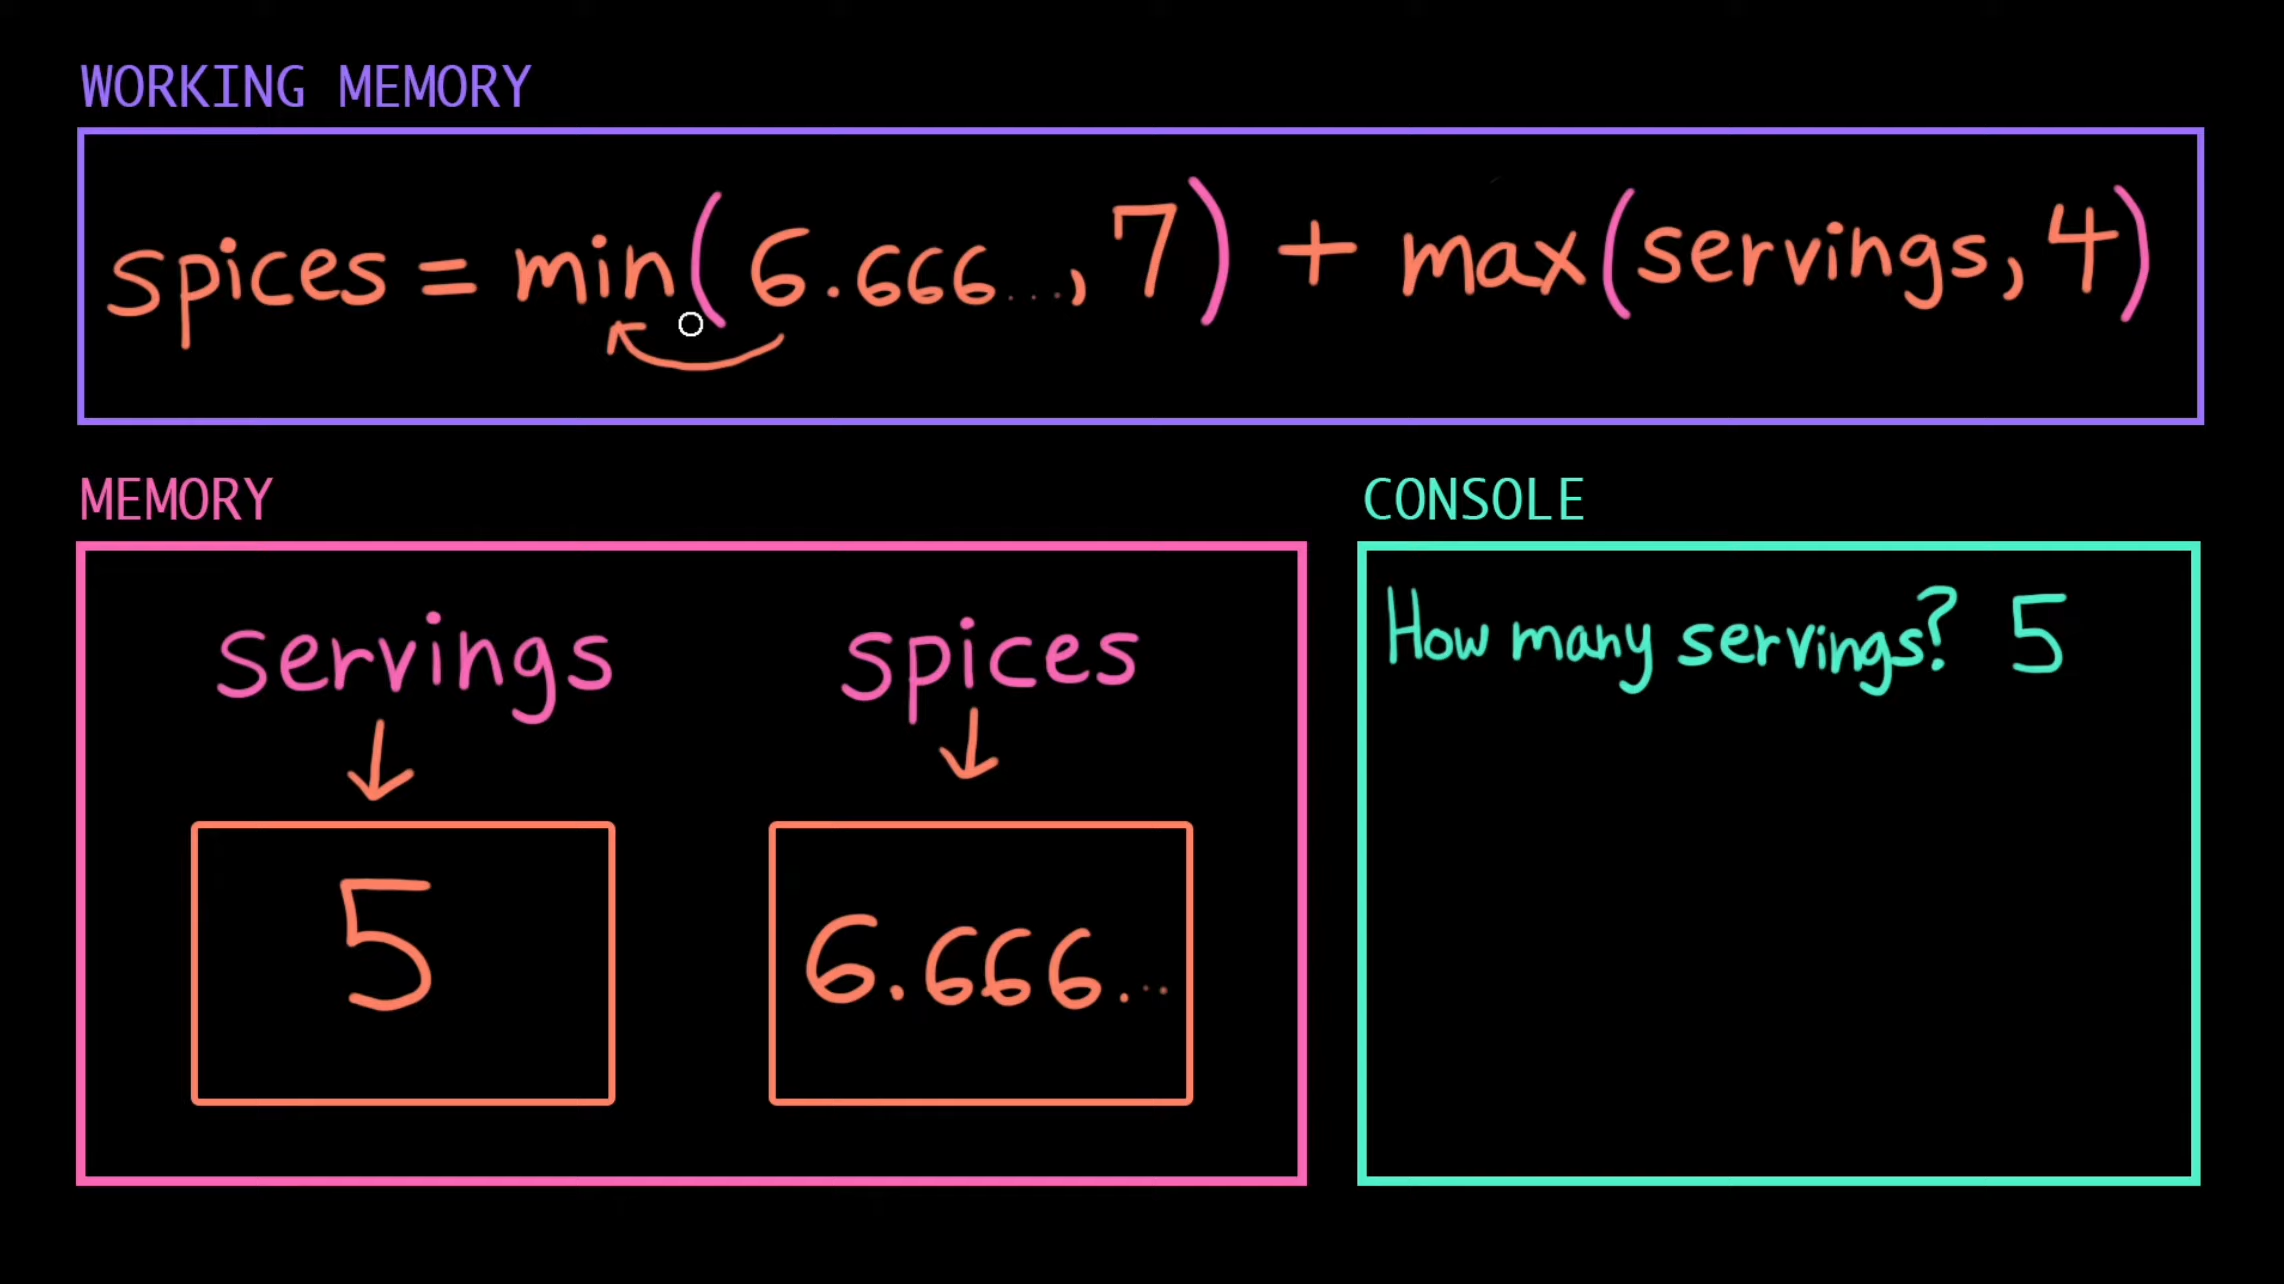 WORKING MEMORY
spices = min(6.666...,7) + max(servings,4)
MEMORY
CONSOLE
servings
spices
How many servings? 5
5
6.666...